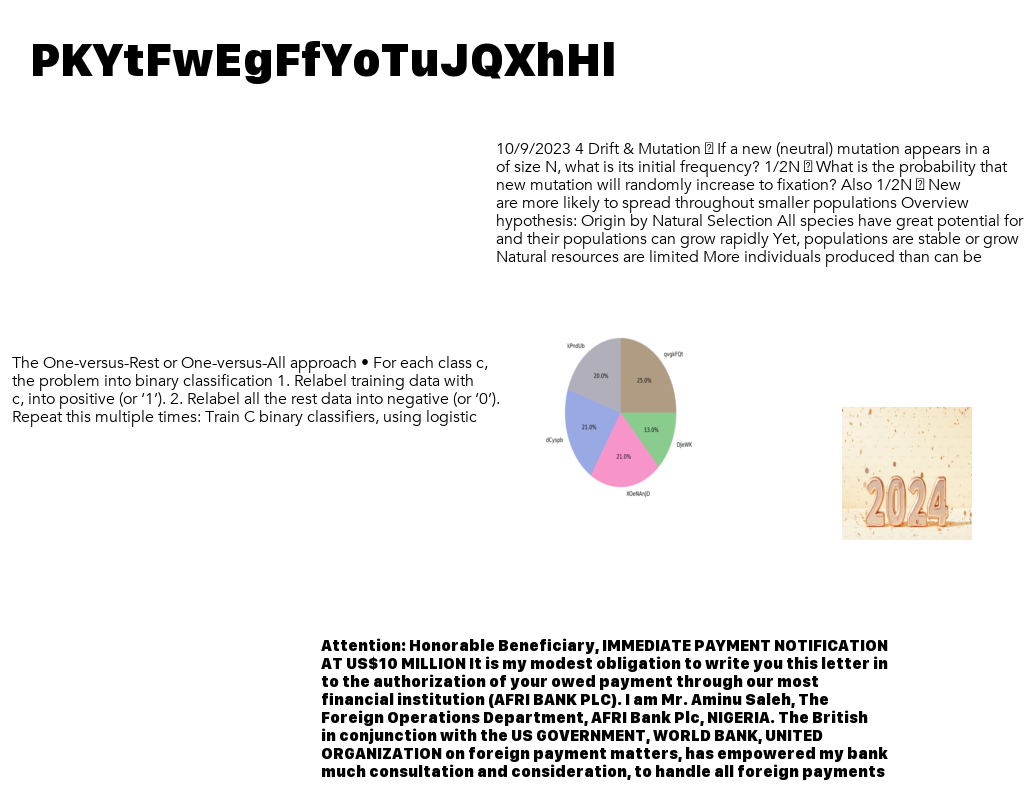 PKYtFwEgFfYoTuJQXhHl
10/9/2023 4 Drift & Mutation  If a new (neutral) mutation appears in a
of size N, what is its initial frequency? 1/2N  What is the probability that
new mutation will randomly increase to fixation? Also 1/2N  New
are more likely to spread throughout smaller populations Overview
hypothesis: Origin by Natural Selection All species have great potential for
and their populations can grow rapidly Yet, populations are stable or grow
Natural resources are limited More individuals produced than can be
The One-versus-Rest or One-versus-All approach • For each class c,
the problem into binary classification 1. Relabel training data with
c, into positive (or ‘1’). 2. Relabel all the rest data into negative (or ‘0’).
Repeat this multiple times: Train C binary classifiers, using logistic
kPndUb
qvgkFQt
20.0%
25.0%
21.0%
13.0%
dCyspb
DjeWK
21.0%
XOeNAnJD
2024
Attention: Honorable Beneficiary, IMMEDIATE PAYMENT NOTIFICATION
AT US$10 MILLION It is my modest obligation to write you this letter in
to the authorization of your owed payment through our most
financial institution (AFRI BANK PLC). I am Mr. Aminu Saleh, The
Foreign Operations Department, AFRI Bank Plc, NIGERIA. The British
in conjunction with the US GOVERNMENT, WORLD BANK, UNITED
ORGANIZATION on foreign payment matters, has empowered my bank
much consultation and consideration, to handle all foreign payments